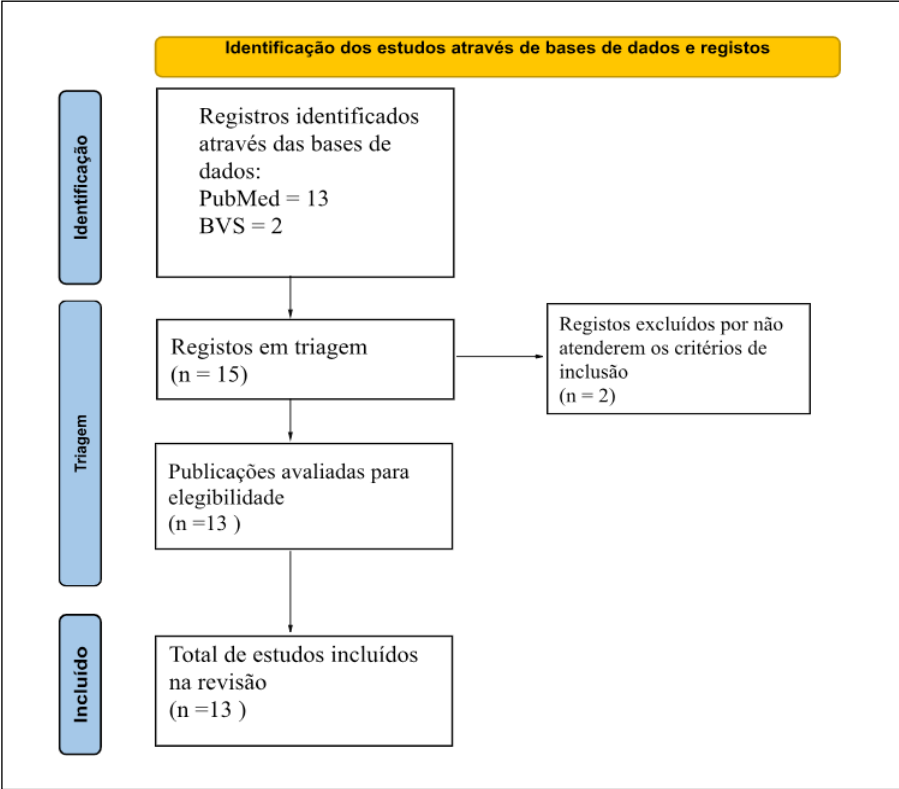 Identificação dos estudos através de bases de dados e registos
Identificação
Registros identificados
através das bases de
dados:
PubMed = 13
BVS = 2
Triagem
Registos em triagem
(n = 15)
Registos excluídos por não
atenderem os critérios de
inclusão
(n = 2)
Publicações avaliadas para
elegibilidade
(n =13 )
Incluído
Total de estudos incluídos
na revisão
(n =13 )